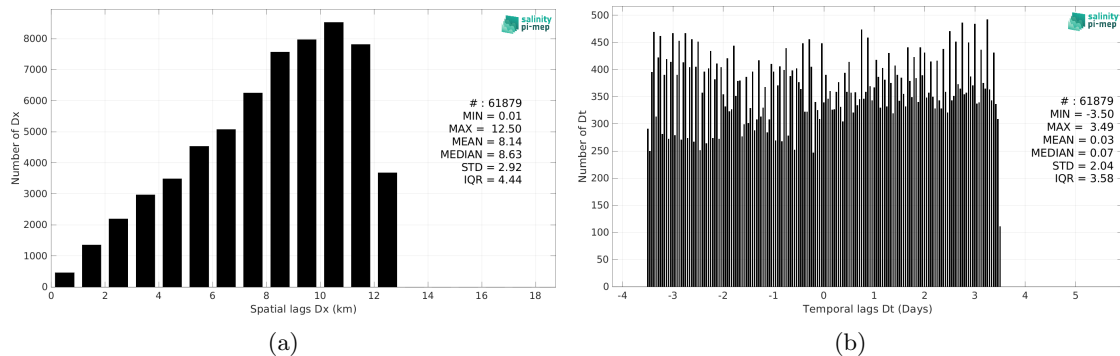 salinity
pi-mep
8000
7000
6000
5000
4000
3000
2000
1000
0
Number of Dx
# : 61879
MIN = 0.01
MAX = 12.50
MEAN = 8.14
MEDIAN = 8.63
STD = 2.92
IQR = 4.44
0 2 4 6 8 10 12 14 16 18
Spatial lags Dx (km)
(a)
salinity
pi-mep
500
450
400
350
300
250
200
150
100
50
0
Number of Dt
# : 61879
MIN = -3.50
MAX = 3.49
MEAN = 0.03
MEDIAN = 0.07
STD = 2.04
IQR = 3.58
-4 -3 -2 -1 0 1 2 3 4 5
Temporal lags Dt (Days)
(b)